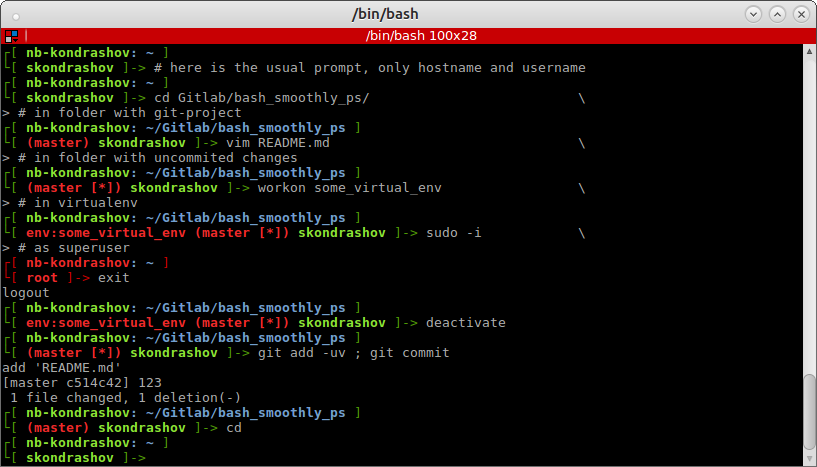 /bin/bash
/bin/bash 100x28
┌[ nb-kondrashov: ~ ]
└[ skondrashov ]-> # here is the usual prompt, only hostname and username
┌[ nb-kondrashov: ~ ]
└[ skondrashov ]-> cd Gitlab/bash_smoothly_ps/                          \
> # in folder with git-project
┌[ nb-kondrashov: ~/Gitlab/bash_smoothly_ps ]
└[ (master) skondrashov ]-> vim README.md                               \
> # in folder with uncommited changes
┌[ nb-kondrashov: ~/Gitlab/bash_smoothly_ps ]
└[ (master [*]) skondrashov ]-> workon some_virtual_env                 \
> # in virtualenv
┌[ nb-kondrashov: ~/Gitlab/bash_smoothly_ps ]
└[ env:some_virtual_env (master [*]) skondrashov ]-> sudo -i            \
> # as superuser
┌[ nb-kondrashov: ~ ]
└[ root ]-> exit
logout
┌[ nb-kondrashov: ~/Gitlab/bash_smoothly_ps ]
└[ env:some_virtual_env (master [*]) skondrashov ]-> deactivate
┌[ nb-kondrashov: ~/Gitlab/bash_smoothly_ps ]
└[ (master [*]) skondrashov ]-> git add -uv ; git commit
add 'README.md'
[master c514c42] 123
 1 file changed, 1 deletion(-)
┌[ nb-kondrashov: ~/Gitlab/bash_smoothly_ps ]
└[ (master) skondrashov ]-> cd
┌[ nb-kondrashov: ~ ]
└[ skondrashov ]->